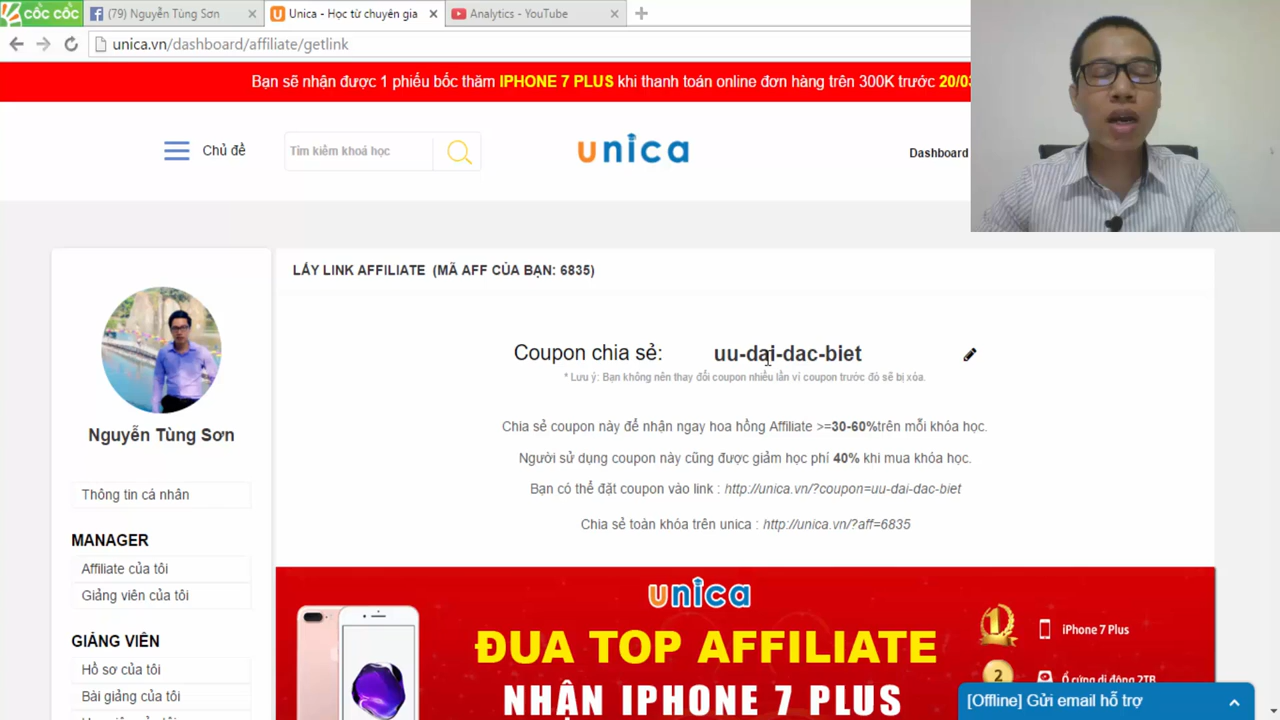 cốc cốc
(79) Nguyễn Tùng Sơn
Unica - Học từ chuyên gia
Analytics - YouTube
unica.vn/dashboard/affiliate/getlink
Bạn sẽ nhận được 1 phiếu bốc thăm IPHONE 7 PLUS khi thanh toán online đơn hàng trên 300K trước 20/03
Chủ đề
Tìm kiếm khoá học
unica
Dashboard
LẤY LINK AFFILIATE (MÃ AFF CỦA BẠN: 6835)
Coupon chia sẻ: uu-dai-dac-biet
* Lưu ý: Bạn không nên thay đổi coupon nhiều lần vì coupon trước đó sẽ bị xóa.
Chia sẻ coupon này để nhận ngay hoa hồng Affiliate >=30-60%trên mỗi khóa học.
Người sử dụng coupon này cũng được giảm học phí 40% khi mua khóa học.
Bạn có thể đặt coupon vào link : http://unica.vn/?coupon=uu-dai-dac-biet
Chia sẻ toàn khóa trên unica : http://unica.vn/?aff=6835
Nguyễn Tùng Sơn
Thông tin cá nhân
MANAGER
Affiliate của tôi
Giảng viên của tôi
GIẢNG VIÊN
Hồ sơ của tôi
Bài giảng của tôi
unica
ĐUA TOP AFFILIATE
NHẬN IPHONE 7 PLUS
1
iPhone 7 Plus
2
Ổ cứng di động 2TB
[Offline] Gửi email hỗ trợ